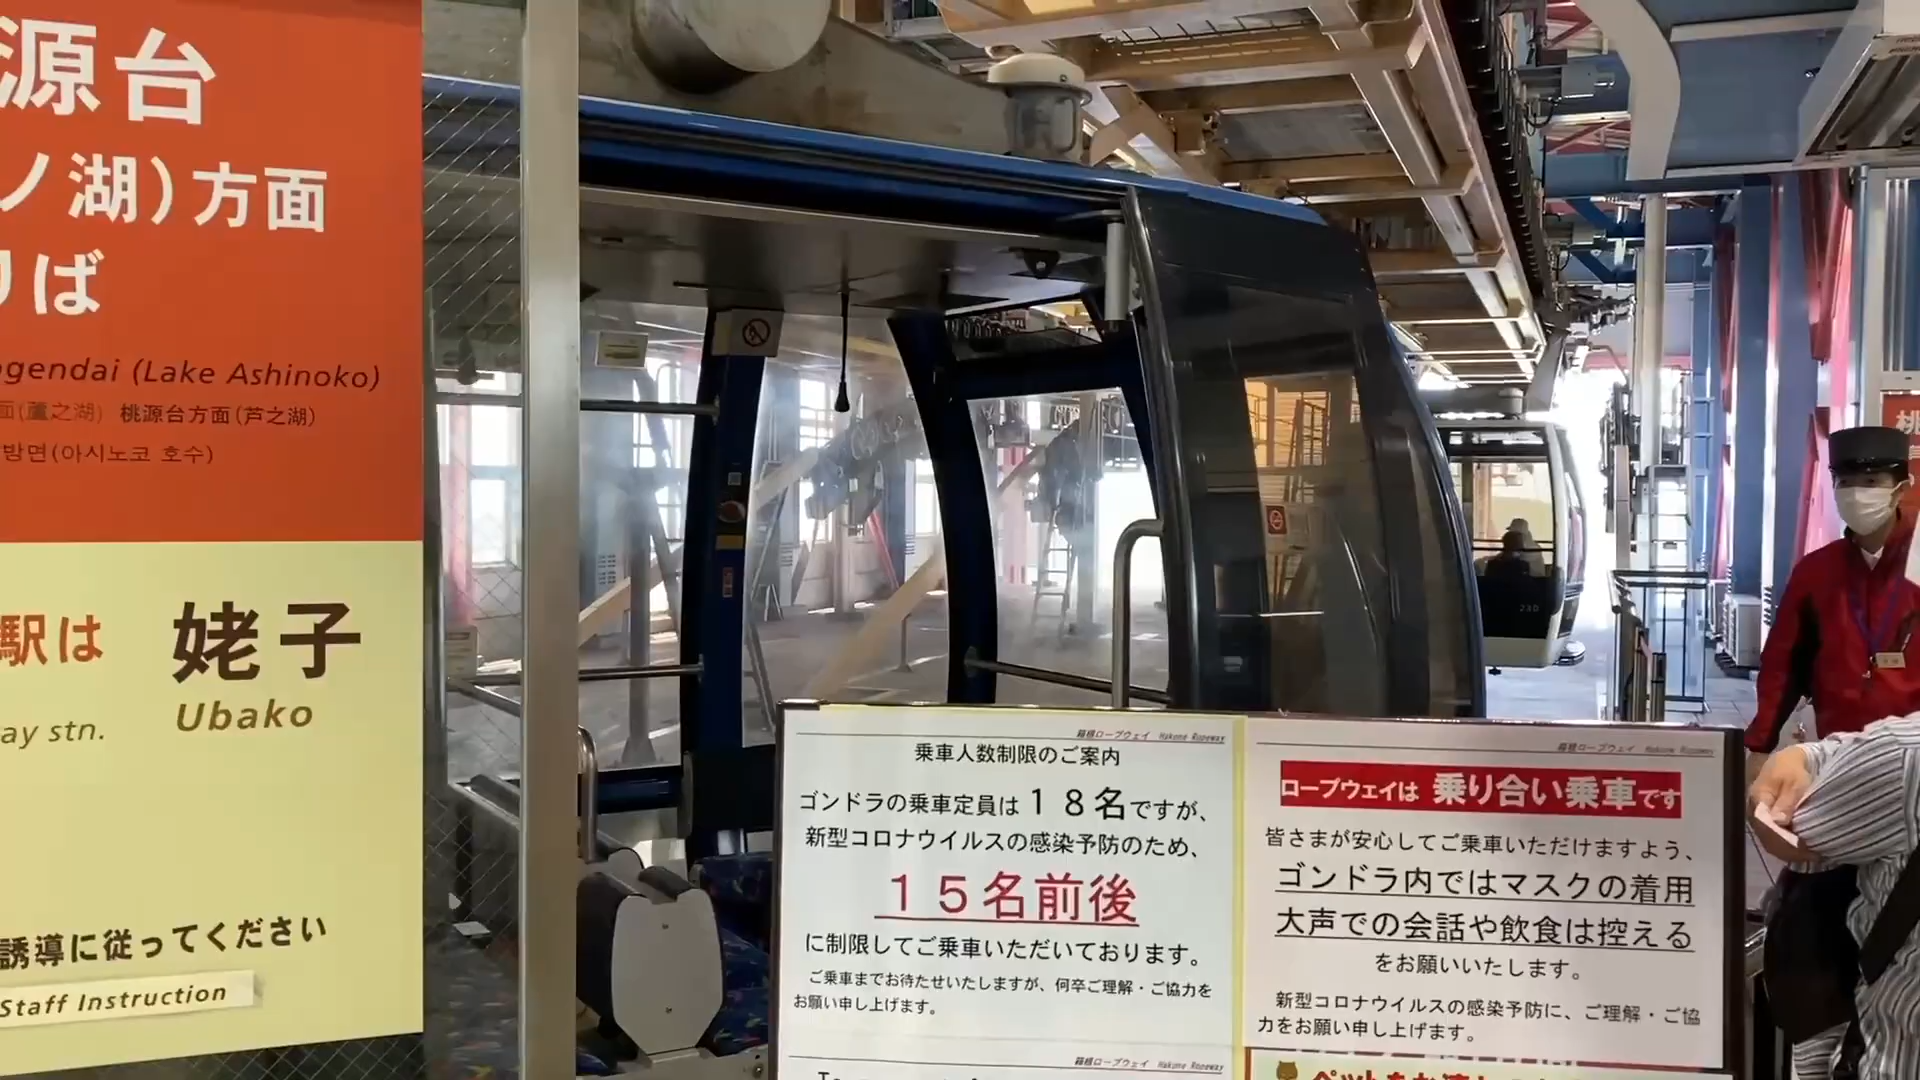 源台
ノ湖)方面
りば
ogendai (Lake Ashinoko)
面(蘆之湖) 桃源台方面(芦之湖)
방면(아시노코 호수)
駅は 姥子
ay stn. Ubako
誘導に従ってください
Staff Instruction
箱根ロープウェイ Hakone Ropeway
乗車人数制限のご案内
ゴンドラの乗車定員は18名ですが、
新型コロナウイルスの感染予防のため、
15名前後
に制限してご乗車いただいております。
ご乗車までお待たせいたしますが、何卒ご理解・ご協力を
お願い申し上げます。
箱根ロープウェイ Hakone Ropeway
箱根ロープウェイ Hakone Ropeway
ロープウェイは 乗り合い乗車です
皆さまが安心してご乗車いただけますよう、
ゴンドラ内ではマスクの着用
大声での会話や飲食は控える
をお願いいたします。
新型コロナウイルスの感染予防に、ご理解・ご協
力をお願い申し上げます。
230
桃